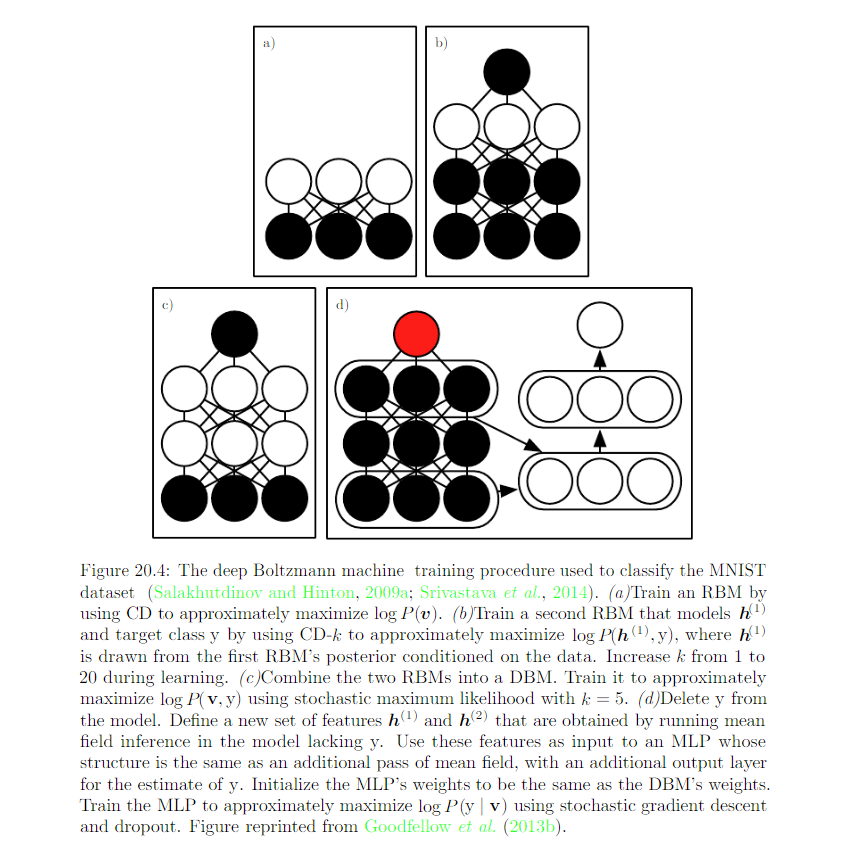 a)
b)
c)
d)
Figure 20.4: The deep Boltzmann machine training procedure used to classify the MNIST
dataset (Salakhutdinov and Hinton, 2009a; Srivastava et al., 2014). (a)Train an RBM by
using CD to approximately maximize log P(v). (b)Train a second RBM that models h^(1)
and target class y by using CD-k to approximately maximize log P(h^(1), y), where h^(1)
is drawn from the first RBM's posterior conditioned on the data. Increase k from 1 to
20 during learning. (c)Combine the two RBMs into a DBM. Train it to approximately
maximize log P(v, y) using stochastic maximum likelihood with k = 5. (d)Delete y from
the model. Define a new set of features h^(1) and h^(2) that are obtained by running mean
field inference in the model lacking y. Use these features as input to an MLP whose
structure is the same as an additional pass of mean field, with an additional output layer
for the estimate of y. Initialize the MLP's weights to be the same as the DBM's weights.
Train the MLP to approximately maximize log P(y | v) using stochastic gradient descent
and dropout. Figure reprinted from Goodfellow et al. (2013b).